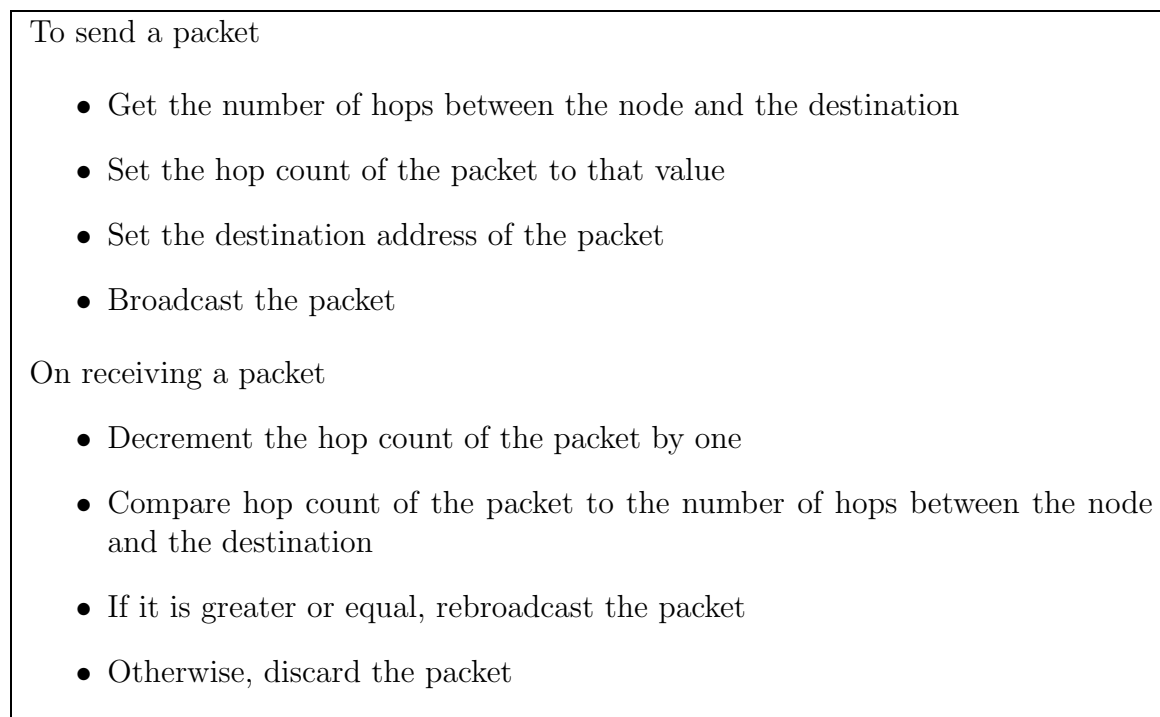 To send a packet
• Get the number of hops between the node and the destination
• Set the hop count of the packet to that value
• Set the destination address of the packet
• Broadcast the packet
On receiving a packet
• Decrement the hop count of the packet by one
• Compare hop count of the packet to the number of hops between the node
and the destination
• If it is greater or equal, rebroadcast the packet
• Otherwise, discard the packet